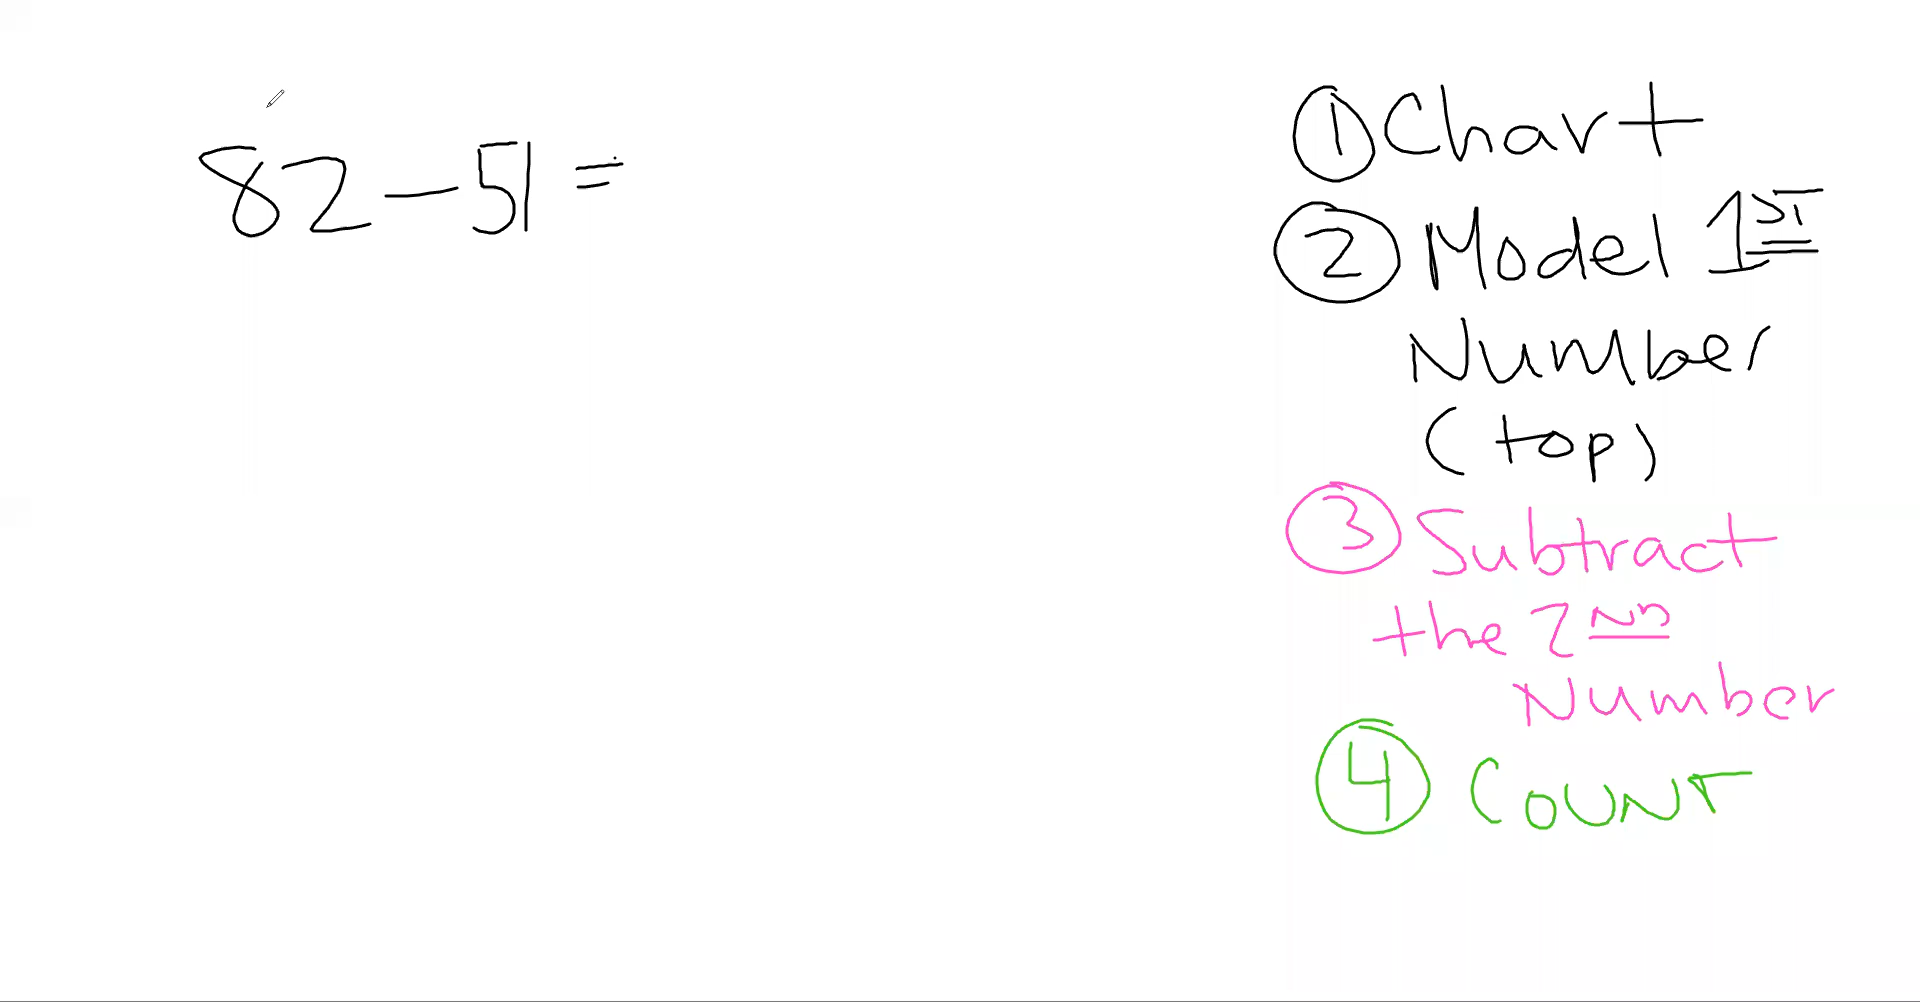 82-51=
① Chart
② Model 1ST
Number
(top)
③ Subtract
the 2ND
Number
④ COUNT